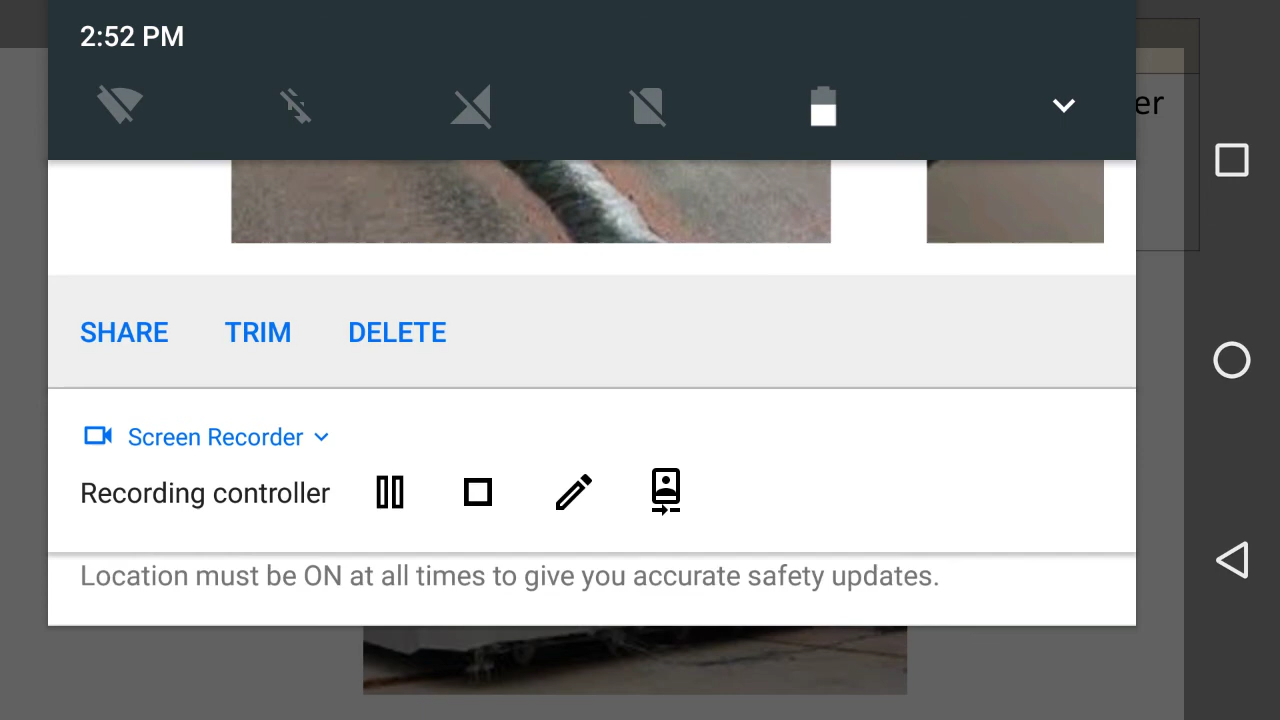 2:52 PM
er
SHARE TRIM DELETE
Screen Recorder
Recording controller
Location must be ON at all times to give you accurate safety updates.